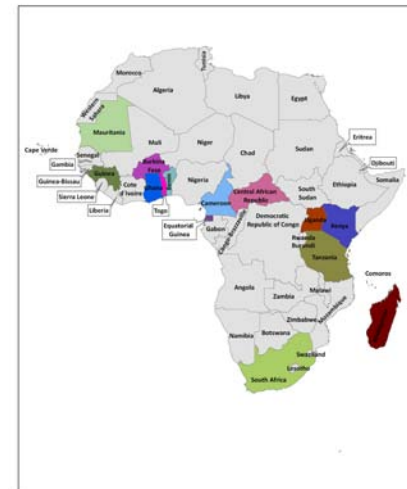 Tunisia
Morocco
Algeria
Libya
Egypt
Western
Sahara
Mauritania
Mali
Niger
Chad
Sudan
Eritrea
Cape Verde
Senegal
Gambia
Guinea-Bissau
Guinea
Sierra Leone
Liberia
Cote
d'Ivoire
Burkina
Faso
Ghana
Togo
Nigeria
Cameroon
Central African
Republic
South
Sudan
Ethiopia
Djibouti
Somalia
Equatorial
Guinea
Gabon
Congo Brazzaville
Democratic
Republic of Congo
Uganda
Kenya
Rwanda
Burundi
Tanzania
Comoros
Angola
Zambia
Malawi
Mozambique
Zimbabwe
Namibia
Botswana
Swaziland
Lesotho
South Africa